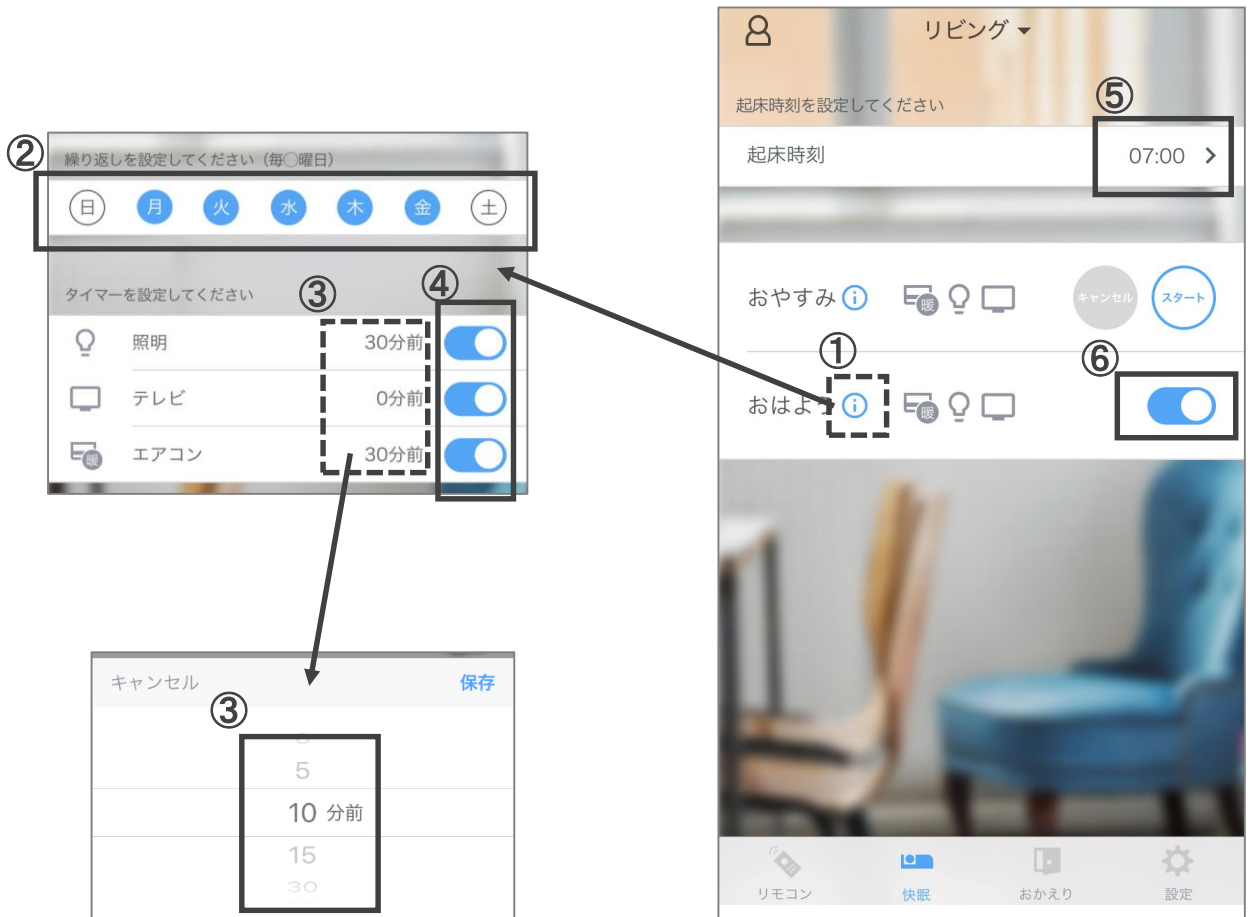 リビング
⑤
起床時刻を設定してください
起床時刻
07:00
おやすみ
暖
キャンセル
スタート
①
⑥
おはよう
暖
リモコン
快眠
おかえり
設定
②
繰り返しを設定してください（毎○曜日）
日 月 火 水 木 金 土
③
④
タイマーを設定してください
照明
30分前
テレビ
0分前
暖
エアコン
30分前
キャンセル
保存
③
5
10 分前
15
30